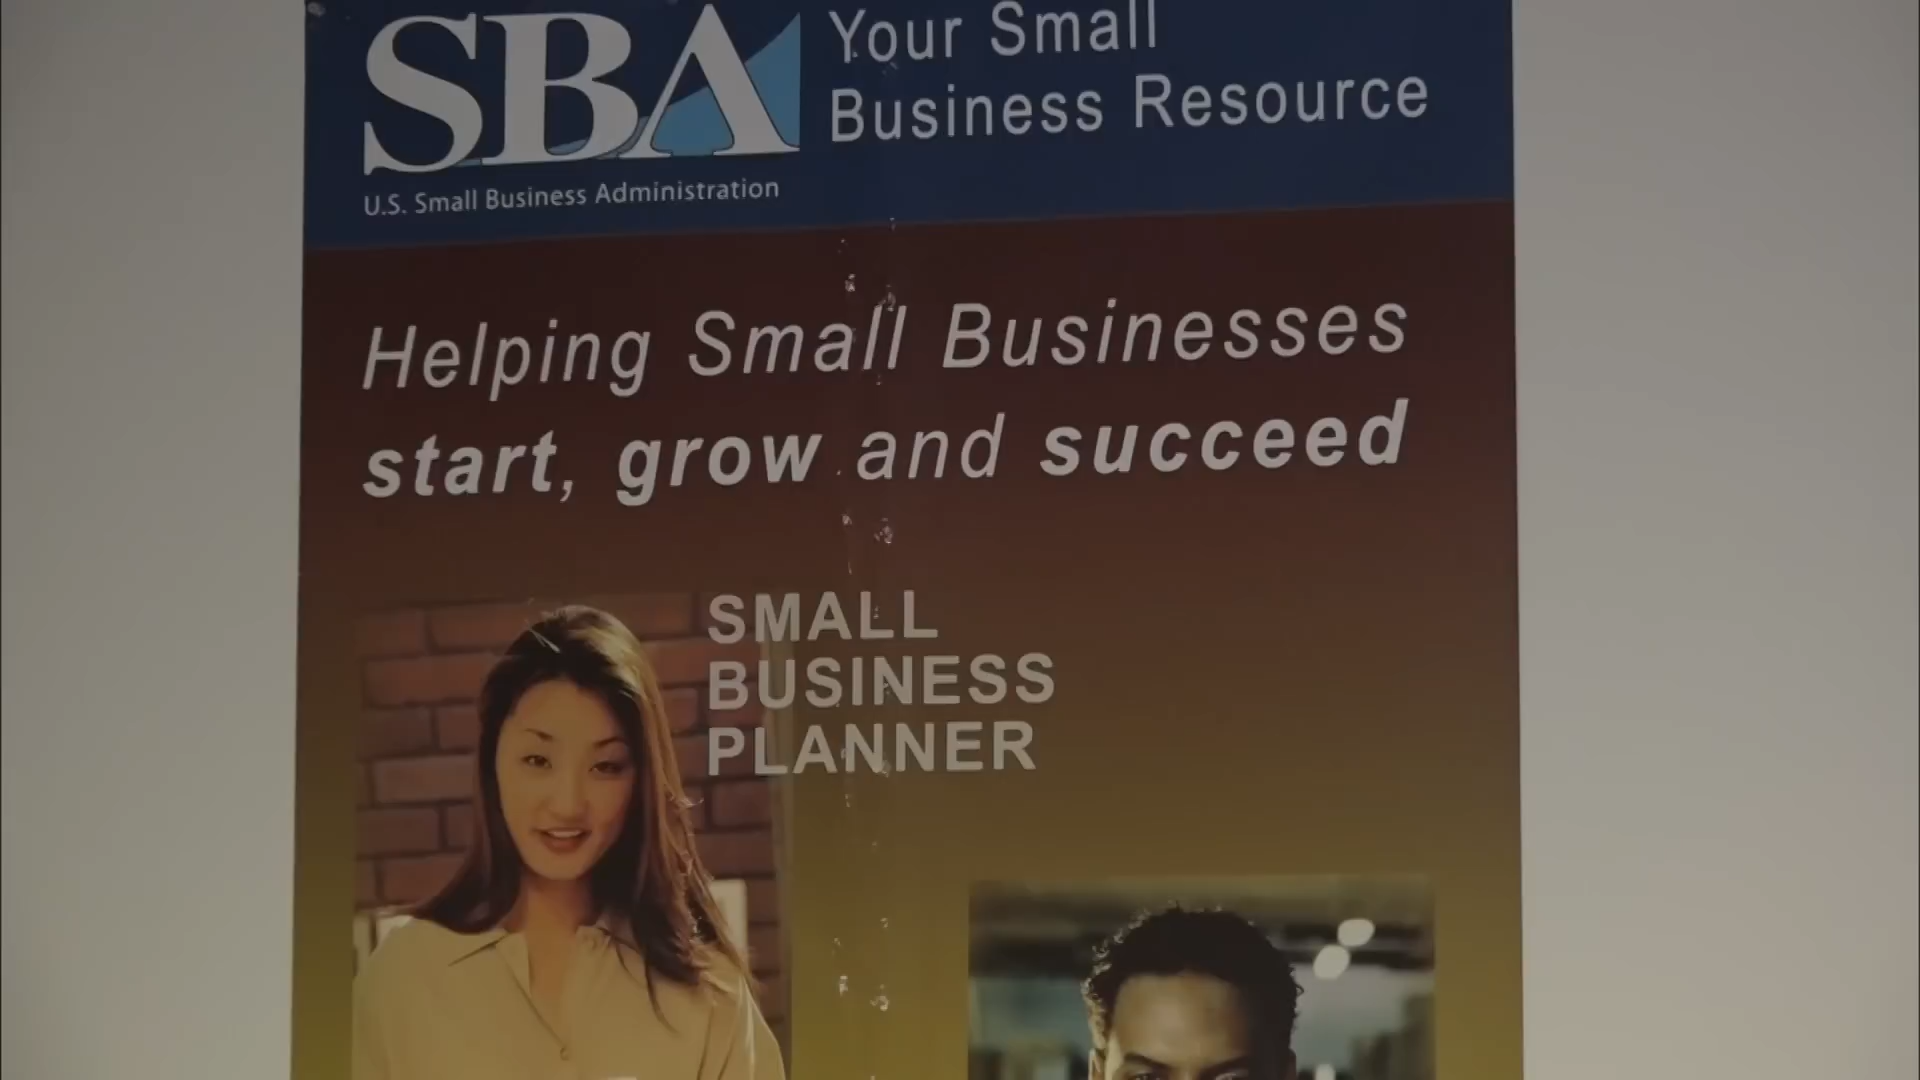 SBA
U.S. Small Business Administration
Your Small
Business Resource
Helping Small Businesses
start, grow and succeed
SMALL
BUSINESS
PLANNER